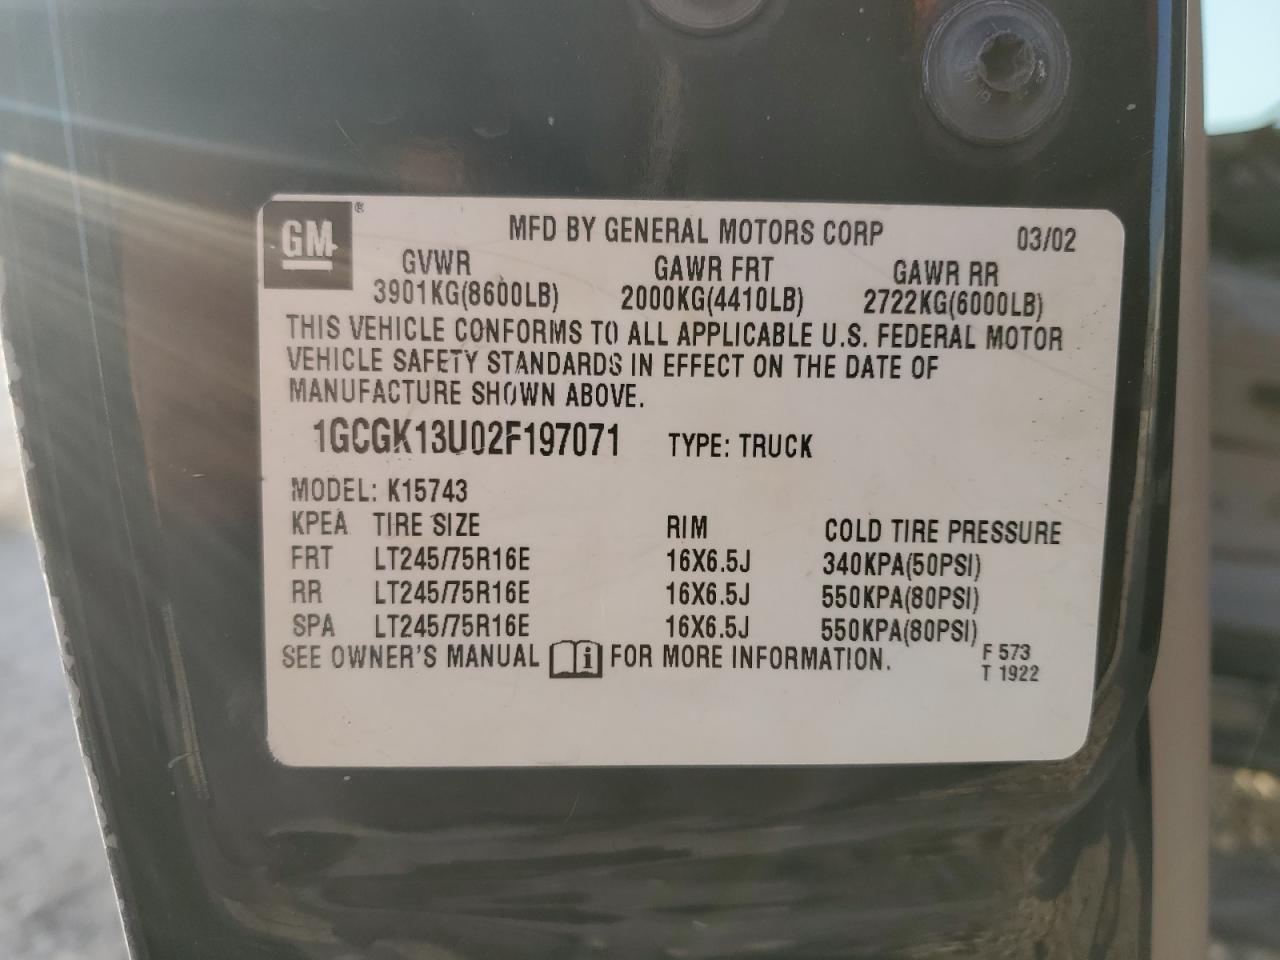 GM ®
MFD BY GENERAL MOTORS CORP 03/02
GVWR GAWR FRT GAWR RR
3901KG(8600LB) 2000KG(4410LB) 2722KG(6000LB)
THIS VEHICLE CONFORMS TO ALL APPLICABLE U.S. FEDERAL MOTOR
VEHICLE SAFETY STANDARDS IN EFFECT ON THE DATE OF
MANUFACTURE SHOWN ABOVE.
1GCGK13U02F197071 TYPE: TRUCK
MODEL: K15743
KPEA TIRE SIZE RIM COLD TIRE PRESSURE
FRT LT245/75R16E 16X6.5J 340KPA(50PSI)
RR LT245/75R16E 16X6.5J 550KPA(80PSI)
SPA LT245/75R16E 16X6.5J 550KPA(80PSI)
SEE OWNER'S MANUAL i FOR MORE INFORMATION.
F 573
T 1922